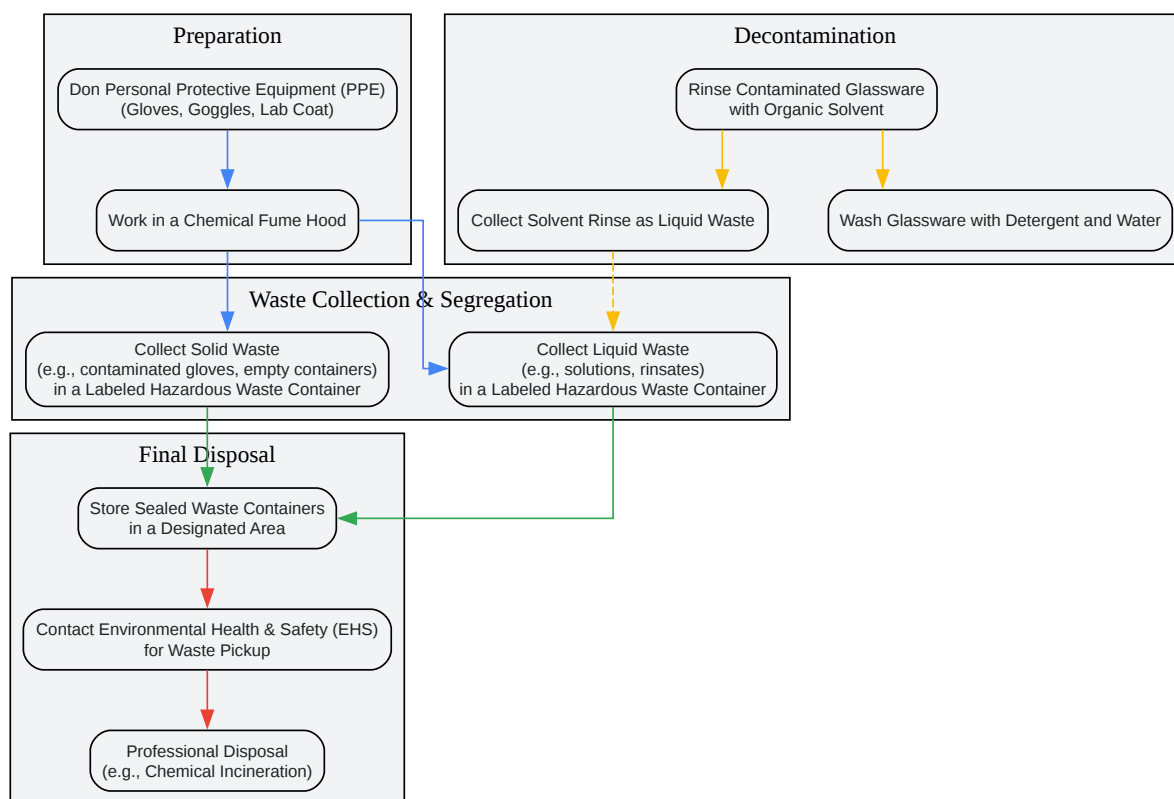 Preparation
Don Personal Protective Equipment (PPE)
(Gloves, Goggles, Lab Coat)
Work in a Chemical Fume Hood
Decontamination
Rinse Contaminated Glassware
with Organic Solvent
Collect Solvent Rinse as Liquid Waste
Wash Glassware with Detergent and Water
Waste Collection & Segregation
Collect Solid Waste
(e.g., contaminated gloves, empty containers)
in a Labeled Hazardous Waste Container
Collect Liquid Waste
(e.g., solutions, rinsates)
in a Labeled Hazardous Waste Container
Final Disposal
Store Sealed Waste Containers
in a Designated Area
Contact Environmental Health & Safety (EHS)
for Waste Pickup
Professional Disposal
(e.g., Chemical Incineration)